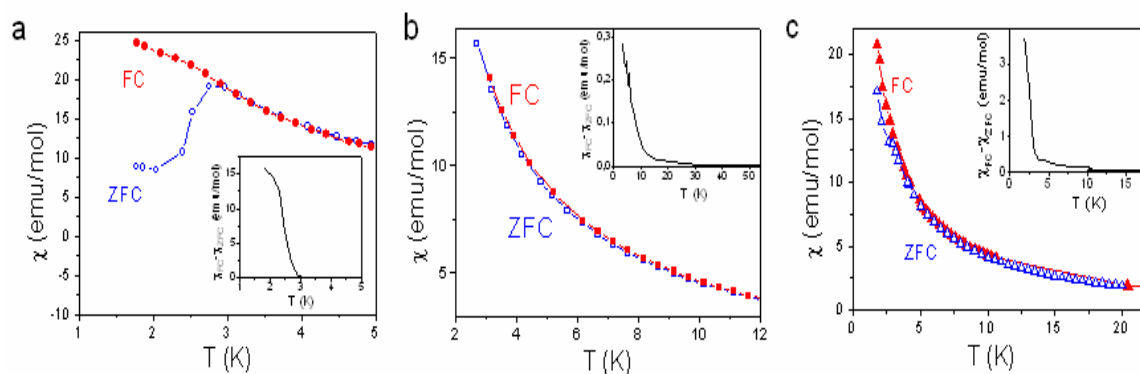 a
25
20
15
10
5
0
-5
-10
χ (emu/mol)
FC
ZFC
15
10
5
0
χFC-χZFC (emu/mol)
1 2 3 4 5
T (K)
2 3 4 5
T (K)
b
15
10
5
χ (emu/mol)
FC
ZFC
0,3
0,2
0,1
0,0
χFC-χZFC (emu/mol)
0 10 20 30 40 50
T (K)
2 4 6 8 10 12
T (K)
c
20
15
10
5
0
χ (emu/mol)
FC
ZFC
3
2
1
0
χFC-χZFC (emu/mol)
0 5 10 15
T (K)
0 5 10 15 20
T (K)